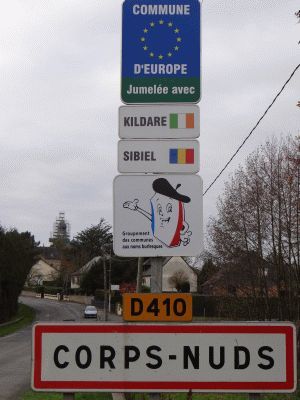 COMMUNE
D'EUROPE
Jumelée avec
KILDARE
SIBIEL
Groupement
des communes
aux noms burlesques
D410
CORPS-NUDS